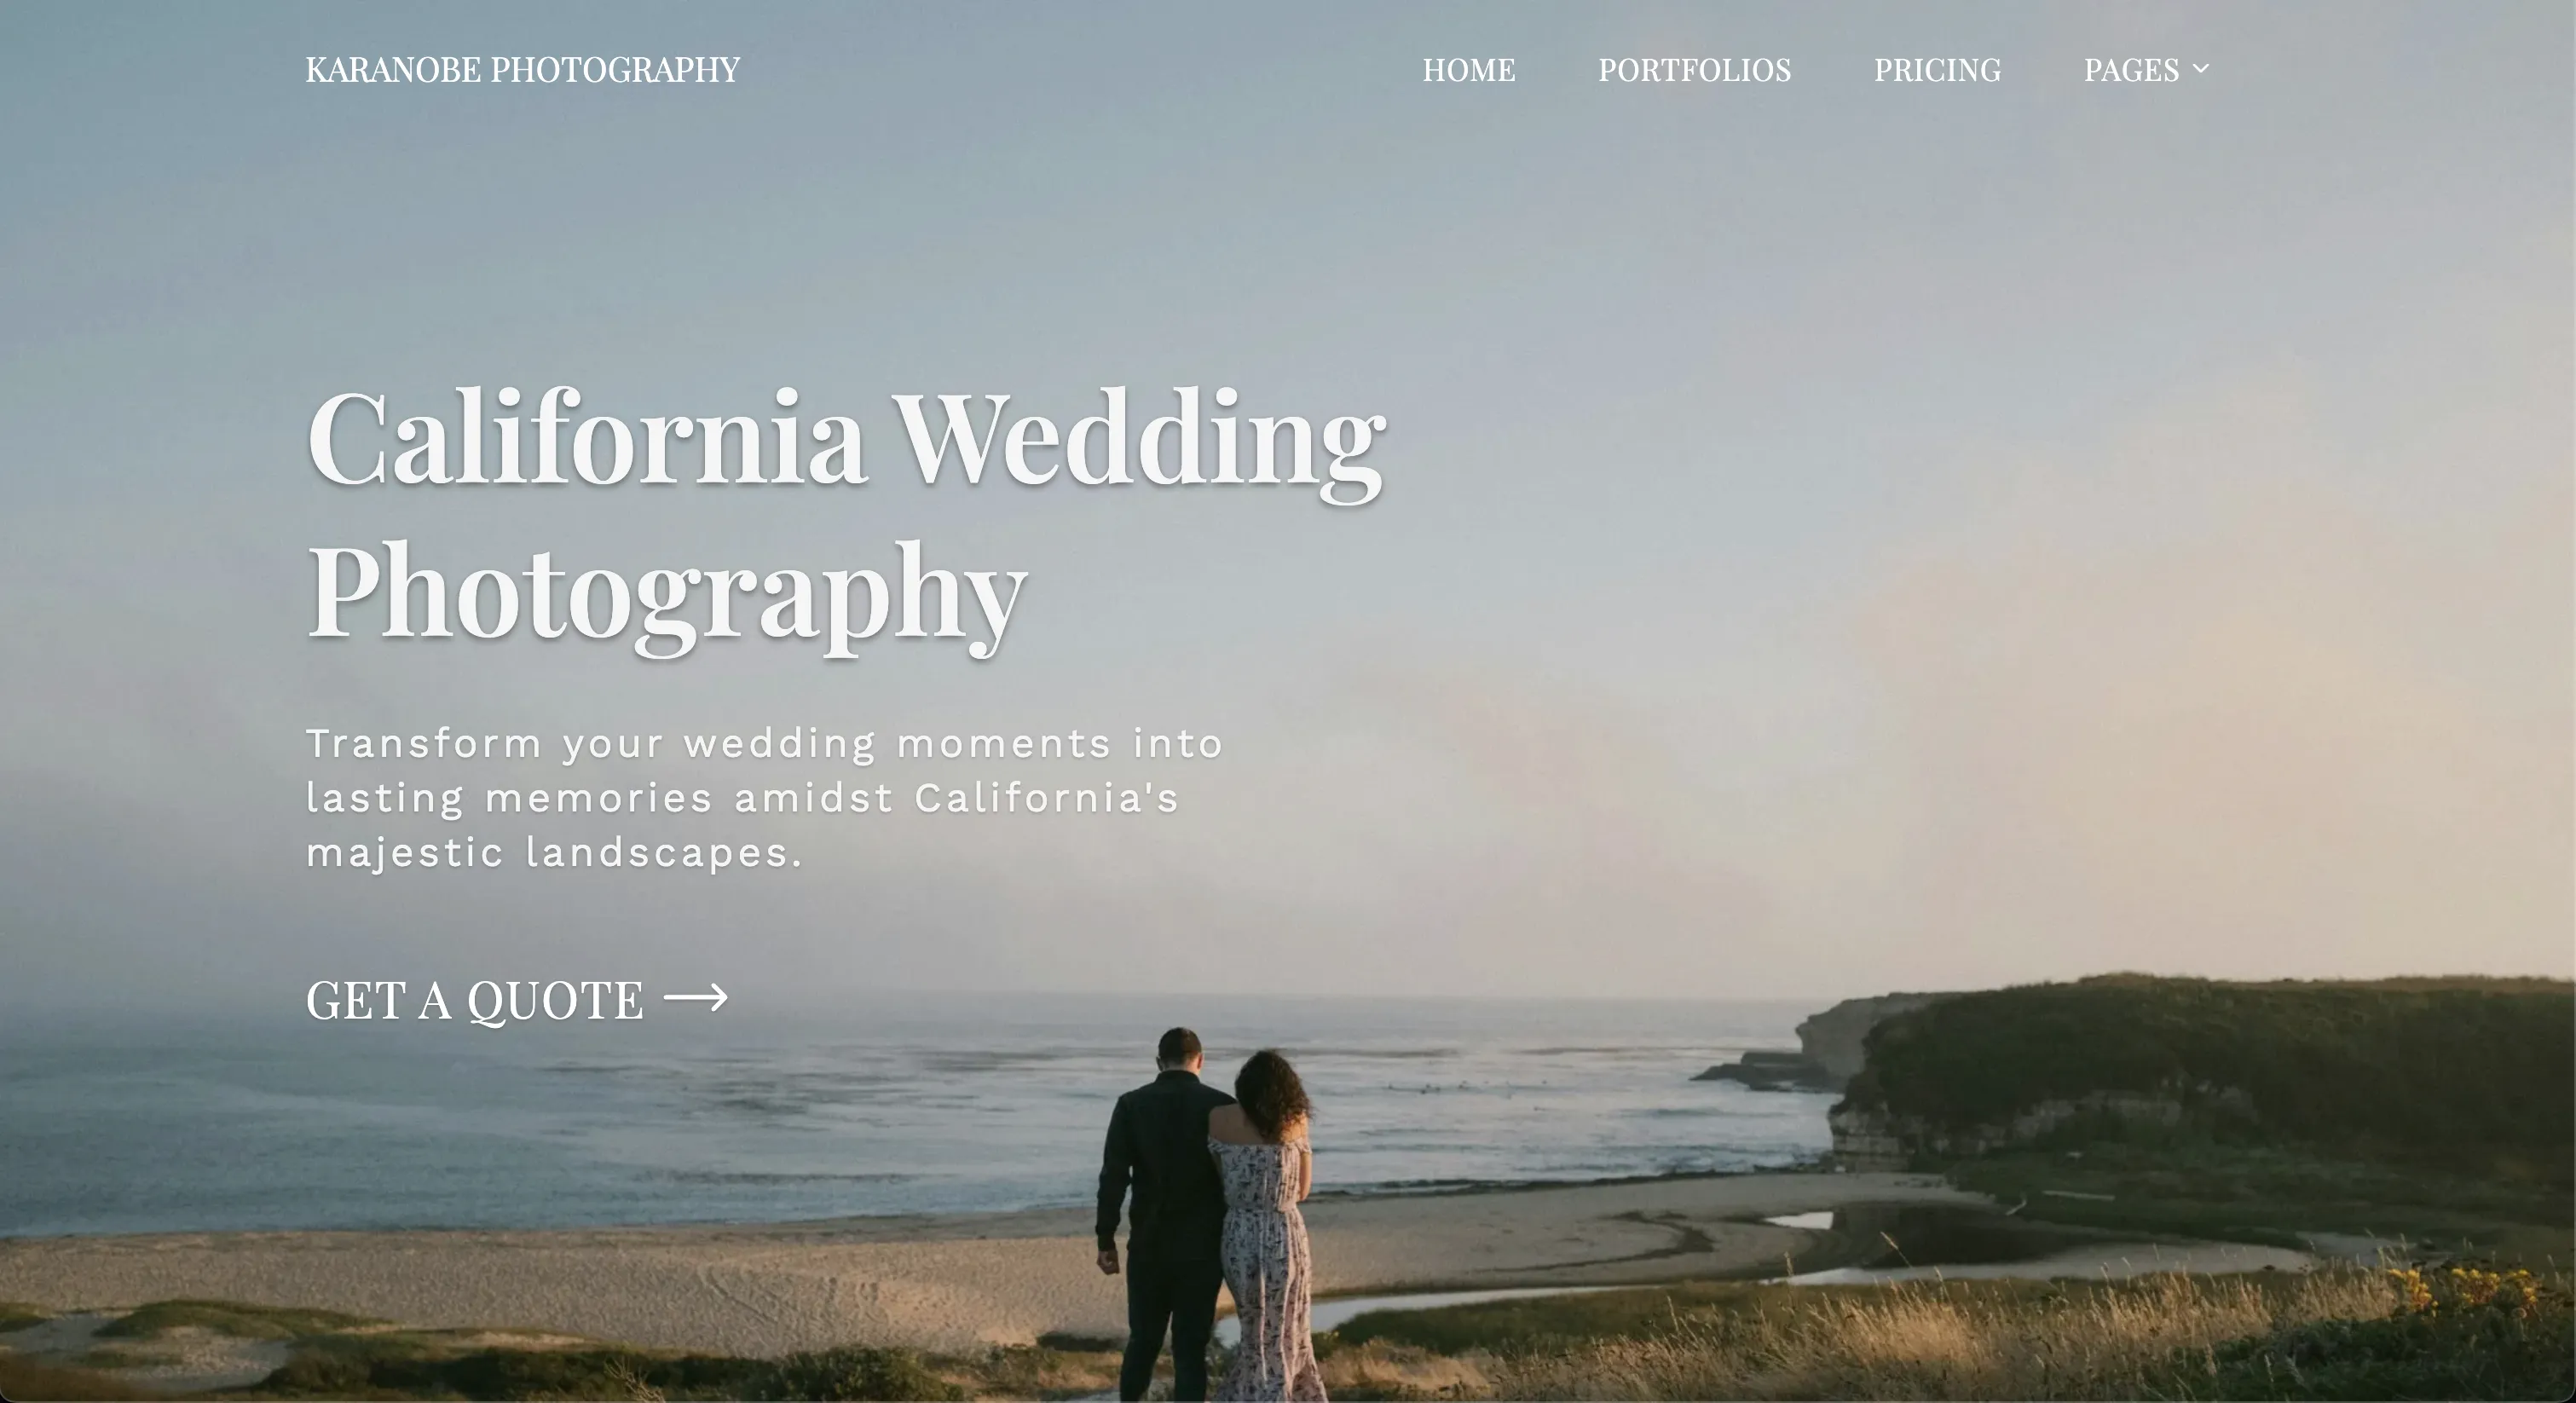 KARANOBE PHOTOGRAPHY
HOME PORTFOLIOS PRICING PAGES
California Wedding
Photography
Transform your wedding moments into
lasting memories amidst California's
majestic landscapes.
GET A QUOTE